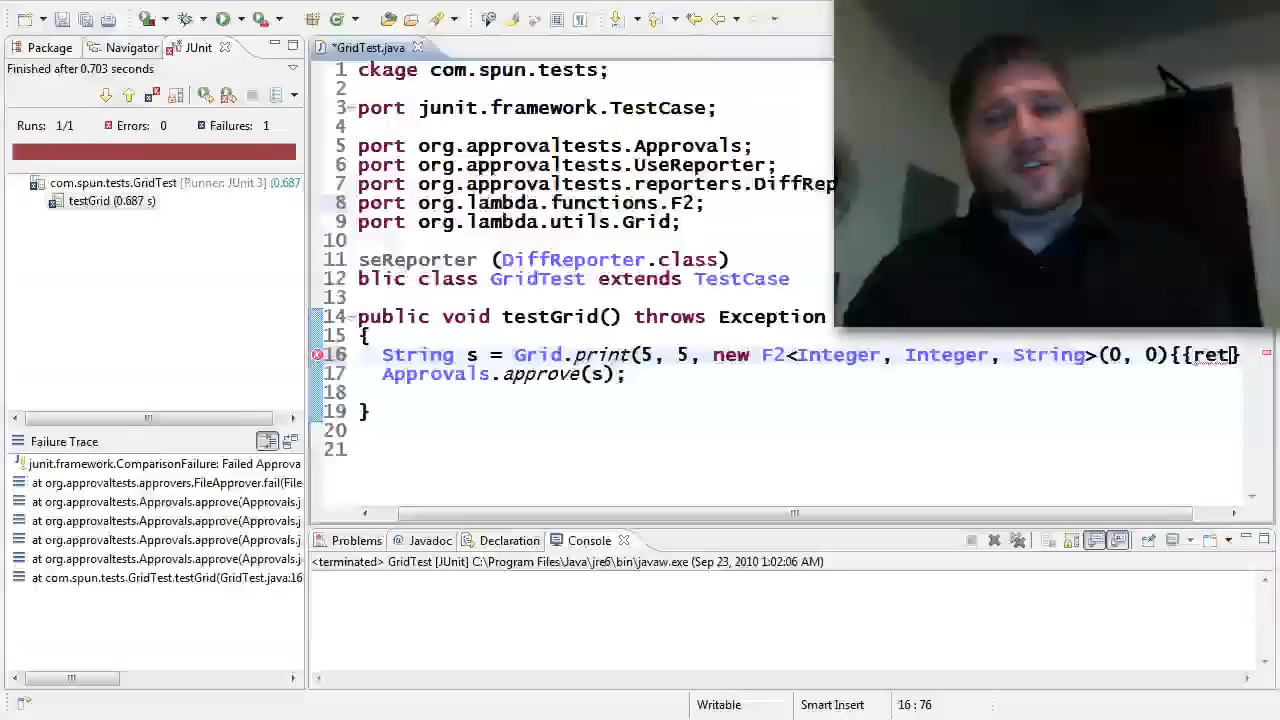 Package Navigator JUnit
Finished after 0.703 seconds
Runs: 1/1 Errors: 0 Failures: 1
com.spun.tests.GridTest [Runner: JUnit 3] (0.687
testGrid (0.687 s)
Failure Trace
junit.framework.ComparisonFailure: Failed Approva
at org.approvaltests.approvers.FileApprover.fail(File
at org.approvaltests.Approvals.approve(Approvals.j
at org.approvaltests.Approvals.approve(Approvals.j
at org.approvaltests.Approvals.approve(Approvals.j
at org.approvaltests.Approvals.approve(Approvals.j
at com.spun.tests.GridTest.testGrid(GridTest.java:16
*GridTest.java
1 ckage com.spun.tests;
2
3 port junit.framework.TestCase;
4
5 port org.approvaltests.Approvals;
6 port org.approvaltests.UseReporter;
7 port org.approvaltests.reporters.DiffRep
8 port org.lambda.functions.F2;
9 port org.lambda.utils.Grid;
10
11 seReporter (DiffReporter.class)
12 blic class GridTest extends TestCase
13
14 public void testGrid() throws Exception
15 {
16 String s = Grid.print(5, 5, new F2<Integer, Integer, String>(0, 0){{ret}
17 Approvals.approve(s);
18
19 }
20
21
Problems Javadoc Declaration Console
<terminated> GridTest [JUnit] C:\Program Files\Java\jre6\bin\javaw.exe (Sep 23, 2010 1:02:06 AM)
Writable Smart Insert 16 : 76